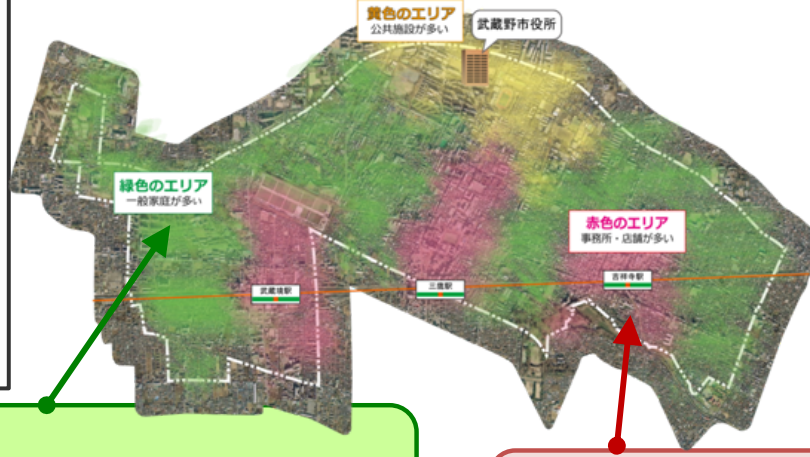 黄色のエリア
公共施設が多い
武蔵野市役所
緑色のエリア
一般家庭が多い
赤色のエリア
事務所・店舗が多い
武蔵境駅
三鷹駅
吉祥寺駅